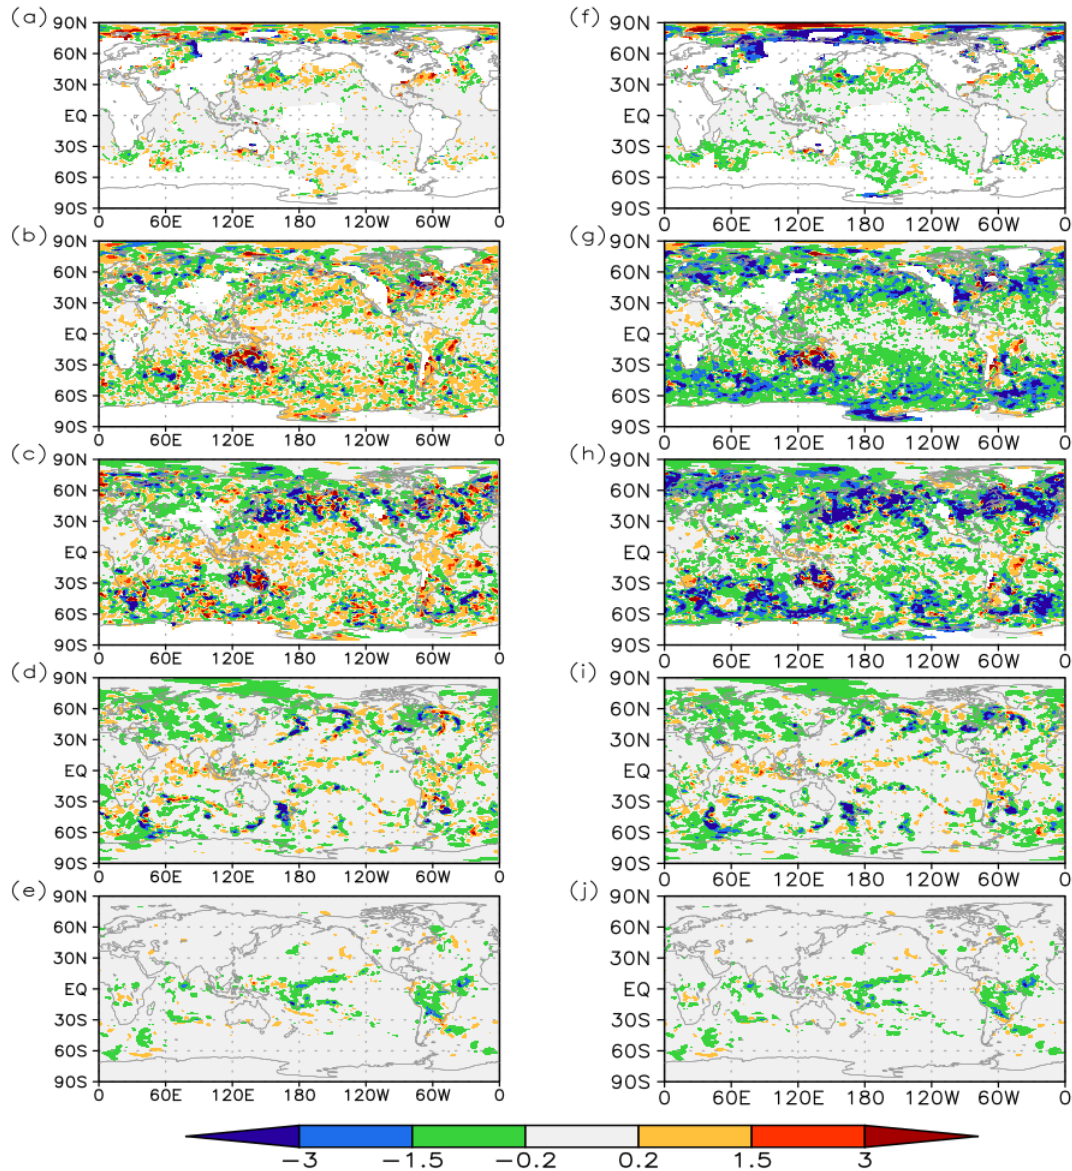 (a) (f)
90N 90N
60N 60N
30N 30N
EQ EQ
30S 30S
60S 60S
90S 90S
0 60E 120E 180 120W 60W 0 0 60E 120E 180 120W 60W 0
(b) (g)
90N 90N
60N 60N
30N 30N
EQ EQ
30S 30S
60S 60S
90S 90S
0 60E 120E 180 120W 60W 0 0 60E 120E 180 120W 60W 0
(c) (h)
90N 90N
60N 60N
30N 30N
EQ EQ
30S 30S
60S 60S
90S 90S
0 60E 120E 180 120W 60W 0 0 60E 120E 180 120W 60W 0
(d) (i)
90N 90N
60N 60N
30N 30N
EQ EQ
30S 30S
60S 60S
90S 90S
0 60E 120E 180 120W 60W 0 0 60E 120E 180 120W 60W 0
(e) (j)
90N 90N
60N 60N
30N 30N
EQ EQ
30S 30S
60S 60S
90S 90S
0 60E 120E 180 120W 60W 0 0 60E 120E 180 120W 60W 0
−3 −1.5 −0.2 0.2 1.5 3